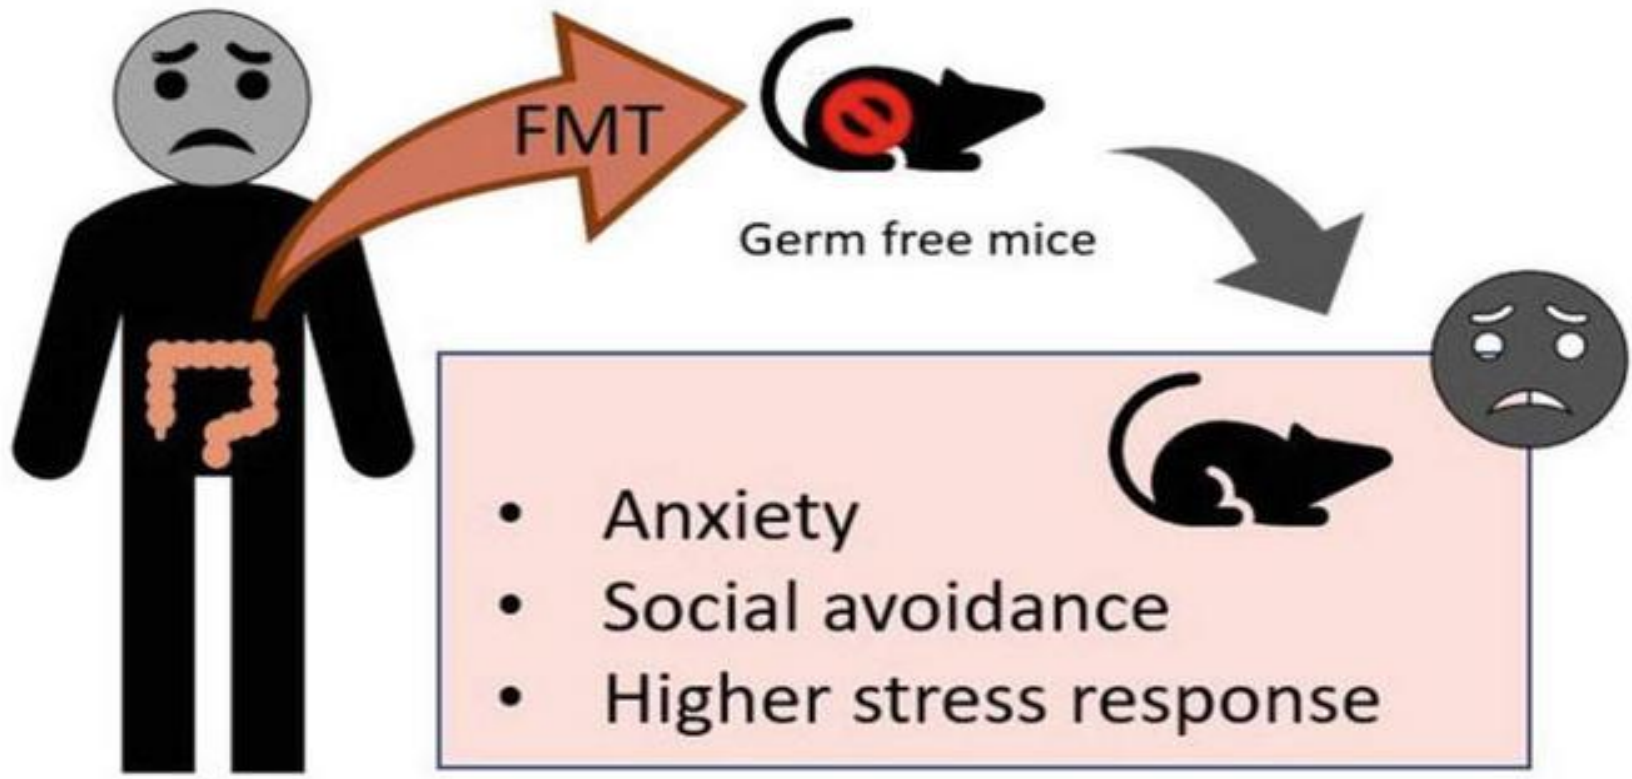 FMT
Germ free mice
• Anxiety
• Social avoidance
• Higher stress response